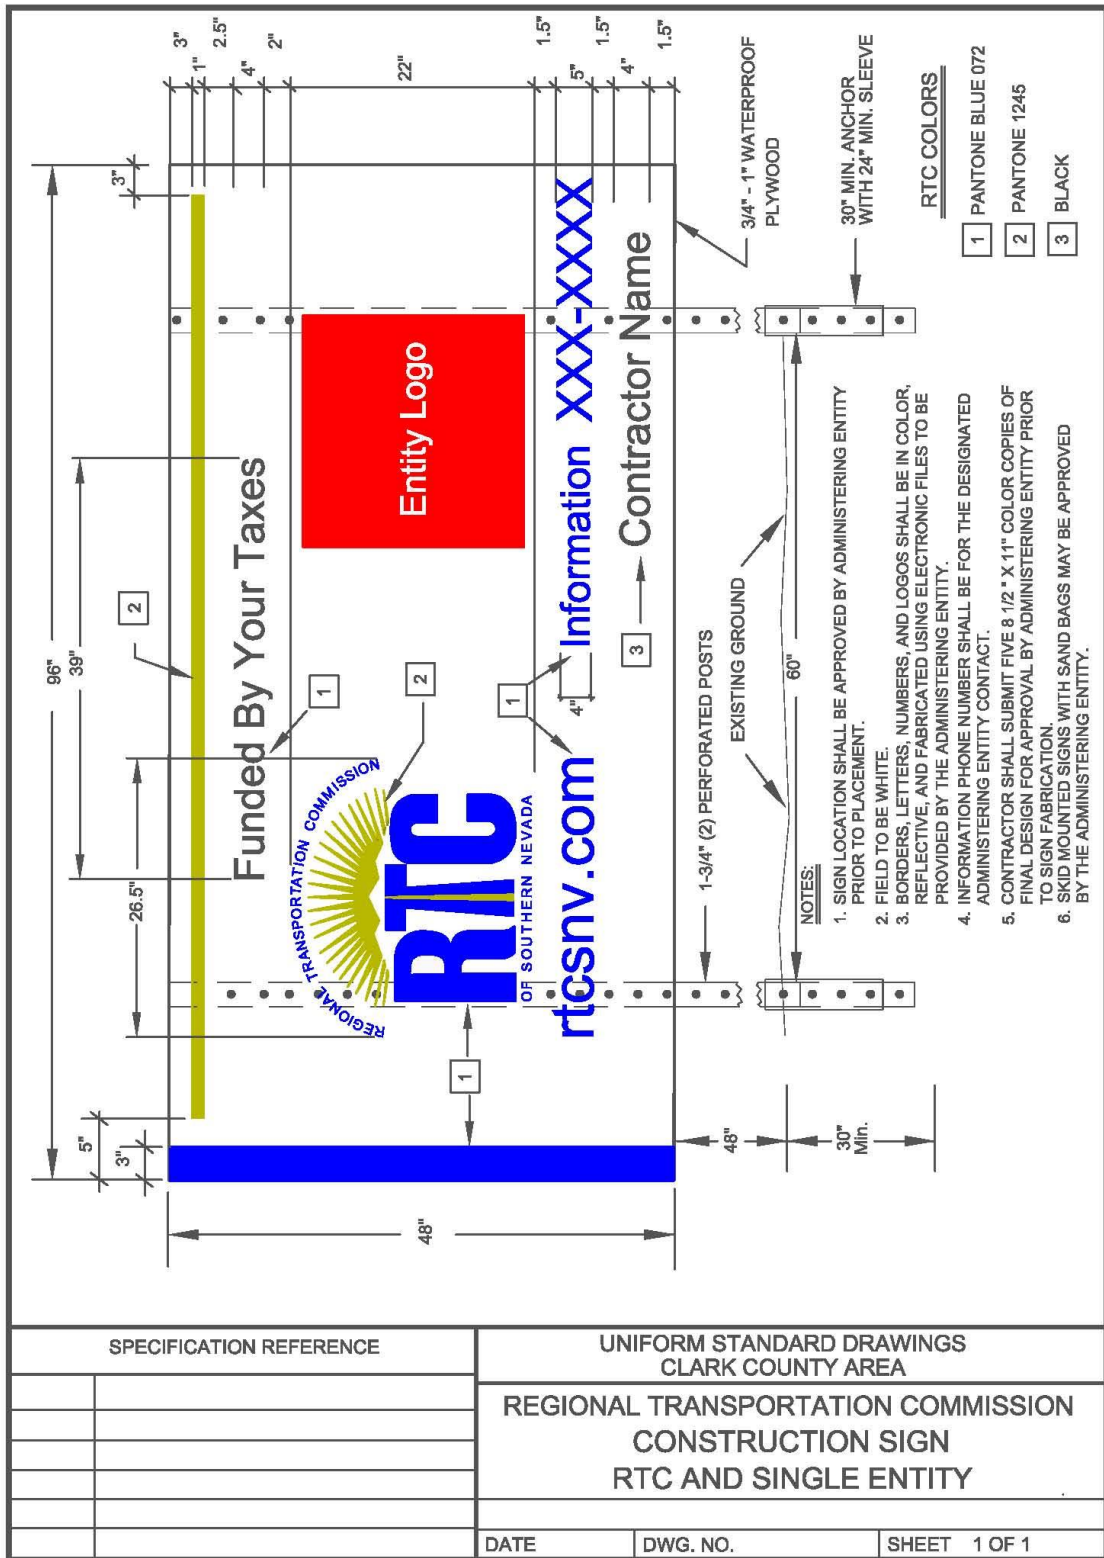 96"
39"
26.5"
5"
3"
3"
3"
1"
2.5"
4"
2"
22"
1.5"
5"
1.5"
4"
1.5"
48"
2
Funded By Your Taxes
1
2
REGIONAL TRANSPORTATION COMMISSION
RTC
OF SOUTHERN NEVADA
Entity Logo
1
1
4"
rtcsnv.com
Information XXX-XXXX
3
Contractor Name
3/4" - 1" WATERPROOF
PLYWOOD
1-3/4" (2) PERFORATED POSTS
EXISTING GROUND
60"
48"
30"
Min.
30" MIN. ANCHOR
WITH 24" MIN. SLEEVE
NOTES:
1. SIGN LOCATION SHALL BE APPROVED BY ADMINISTERING ENTITY
PRIOR TO PLACEMENT.
2. FIELD TO BE WHITE.
3. BORDERS, LETTERS, NUMBERS, AND LOGOS SHALL BE IN COLOR,
REFLECTIVE, AND FABRICATED USING ELECTRONIC FILES TO BE
PROVIDED BY THE ADMINISTERING ENTITY.
4. INFORMATION PHONE NUMBER SHALL BE FOR THE DESIGNATED
ADMINISTERING ENTITY CONTACT.
5. CONTRACTOR SHALL SUBMIT FIVE 8 1/2 " X 11" COLOR COPIES OF
FINAL DESIGN FOR APPROVAL BY ADMINISTERING ENTITY PRIOR
TO SIGN FABRICATION.
6. SKID MOUNTED SIGNS WITH SAND BAGS MAY BE APPROVED
BY THE ADMINISTERING ENTITY.
RTC COLORS
1 PANTONE BLUE 072
2 PANTONE 1245
3 BLACK
SPECIFICATION REFERENCE
UNIFORM STANDARD DRAWINGS
CLARK COUNTY AREA
REGIONAL TRANSPORTATION COMMISSION
CONSTRUCTION SIGN
RTC AND SINGLE ENTITY
DATE
DWG. NO.
SHEET 1 OF 1